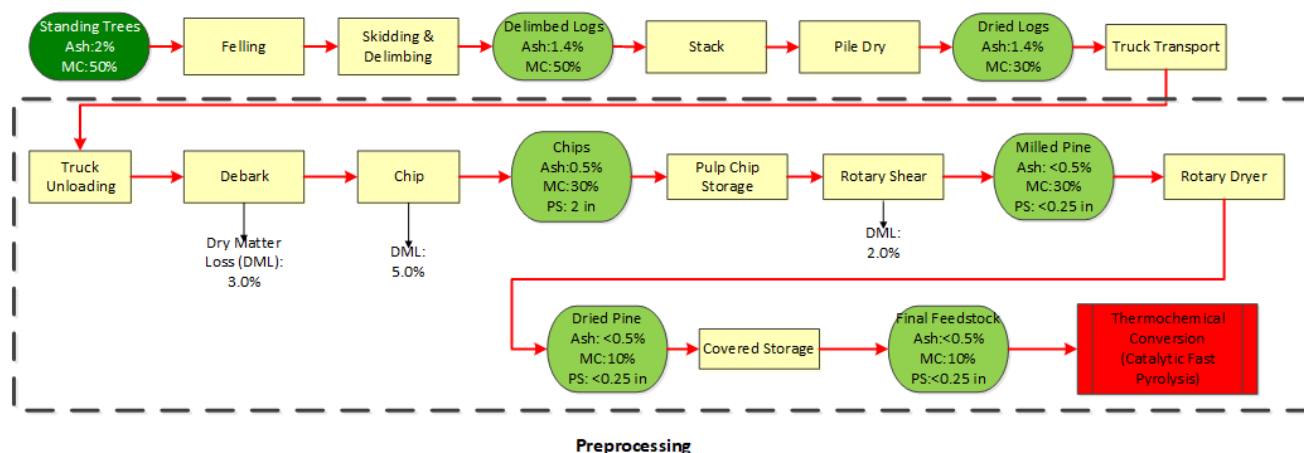 Standing Trees
Ash:2%
MC:50%
Felling
Skidding &
Delimbing
Delimbed Logs
Ash:1.4%
MC:50%
Stack
Pile Dry
Dried Logs
Ash:1.4%
MC:30%
Truck Transport
Truck
Unloading
Debark
Chip
Chips
Ash:0.5%
MC:30%
PS: 2 in
Pulp Chip
Storage
Rotary Shear
Milled Pine
Ash: <0.5%
MC:30%
PS: <0.25 in
Rotary Dryer
Dry Matter
Loss (DML):
3.0%
DML:
5.0%
DML:
2.0%
Dried Pine
Ash: <0.5%
MC:10%
PS: <0.25 in
Covered Storage
Final Feedstock
Ash:<0.5%
MC:10%
PS:<0.25 in
Thermochemical
Conversion
(Catalytic Fast
Pyrolysis)
Preprocessing